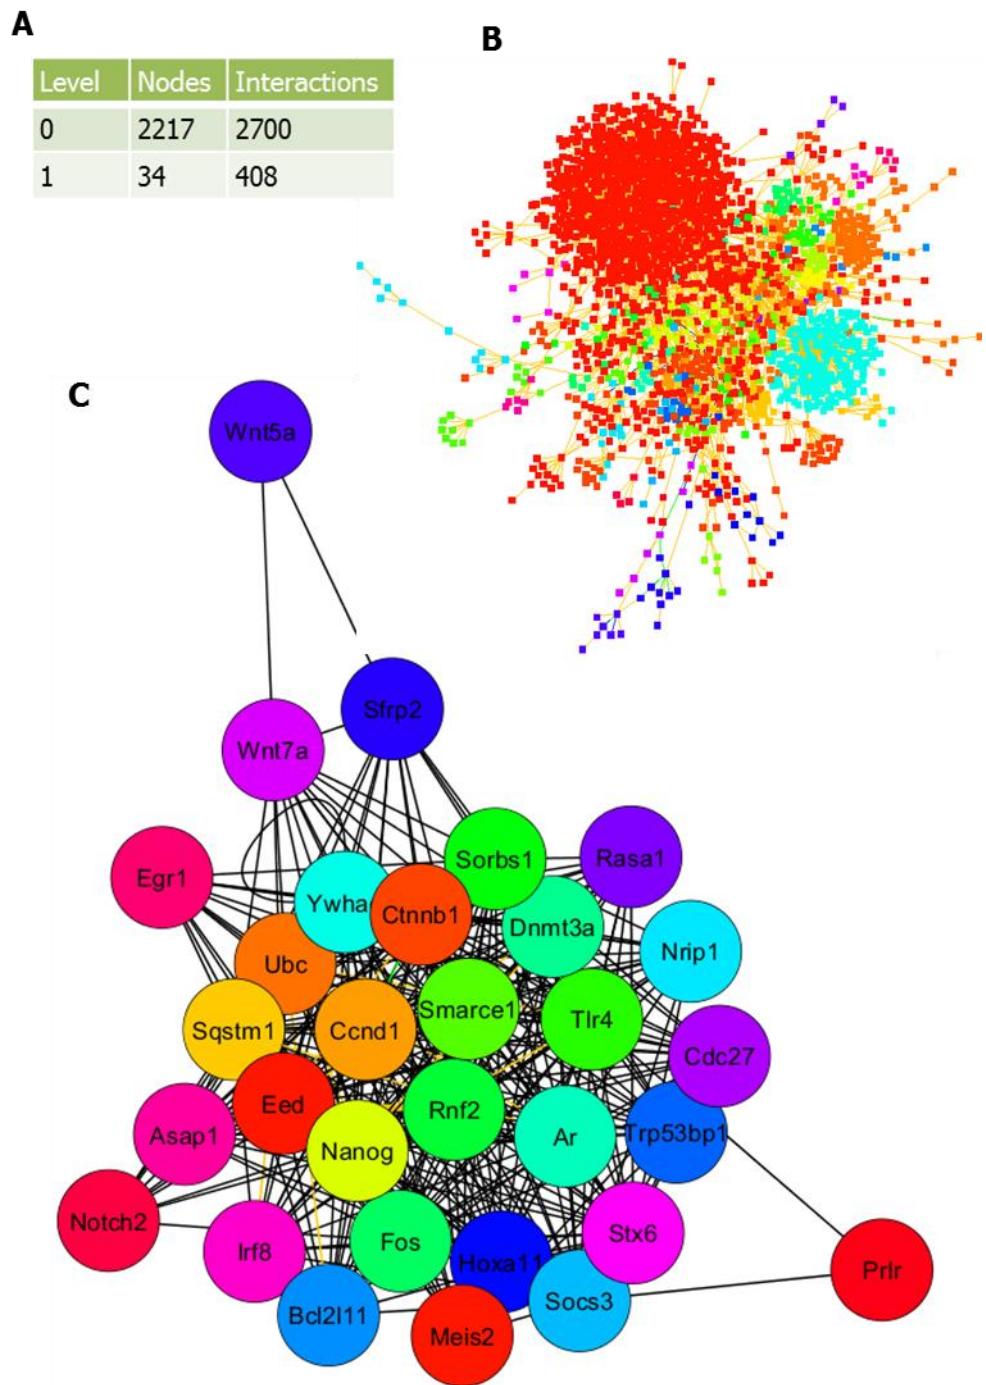 A
B
Level Nodes Interactions
0 2217 2700
1 34 408
C
Wnt5a
Sfrp2
Wnt7a
Sorbs1
Rasa1
Egr1
Ywha
Ctnnb1
Dnmt3a
Nrip1
Ubc
Smarce1
Tlr4
Sqstm1
Ccnd1
Cdc27
Eed
Rnf2
Asap1
Nanog
Ar
Trp53bp1
Notch2
Irf8
Fos
Hoxa11
Stx6
Prlr
Bcl2l11
Meis2
Socs3